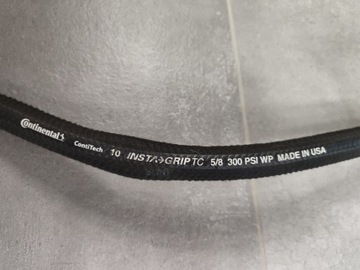 Continental ContiTech 10 INSTA>GRIP TC 5/8 300 PSI WP MADE IN USA